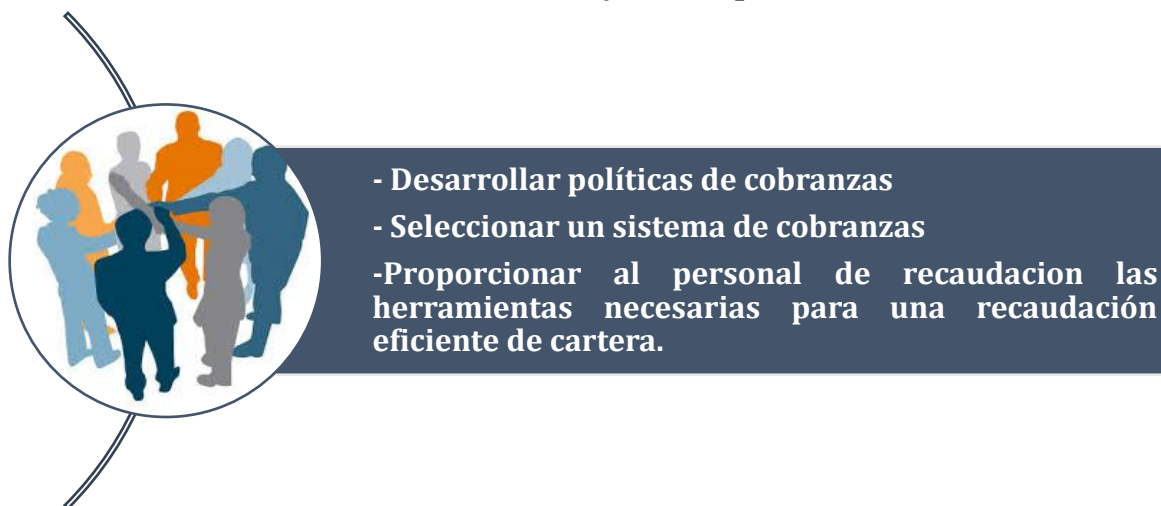 - Desarrollar políticas de cobranzas
- Seleccionar un sistema de cobranzas
-Proporcionar al personal de recaudacion las
herramientas necesarias para una recaudación
eficiente de cartera.